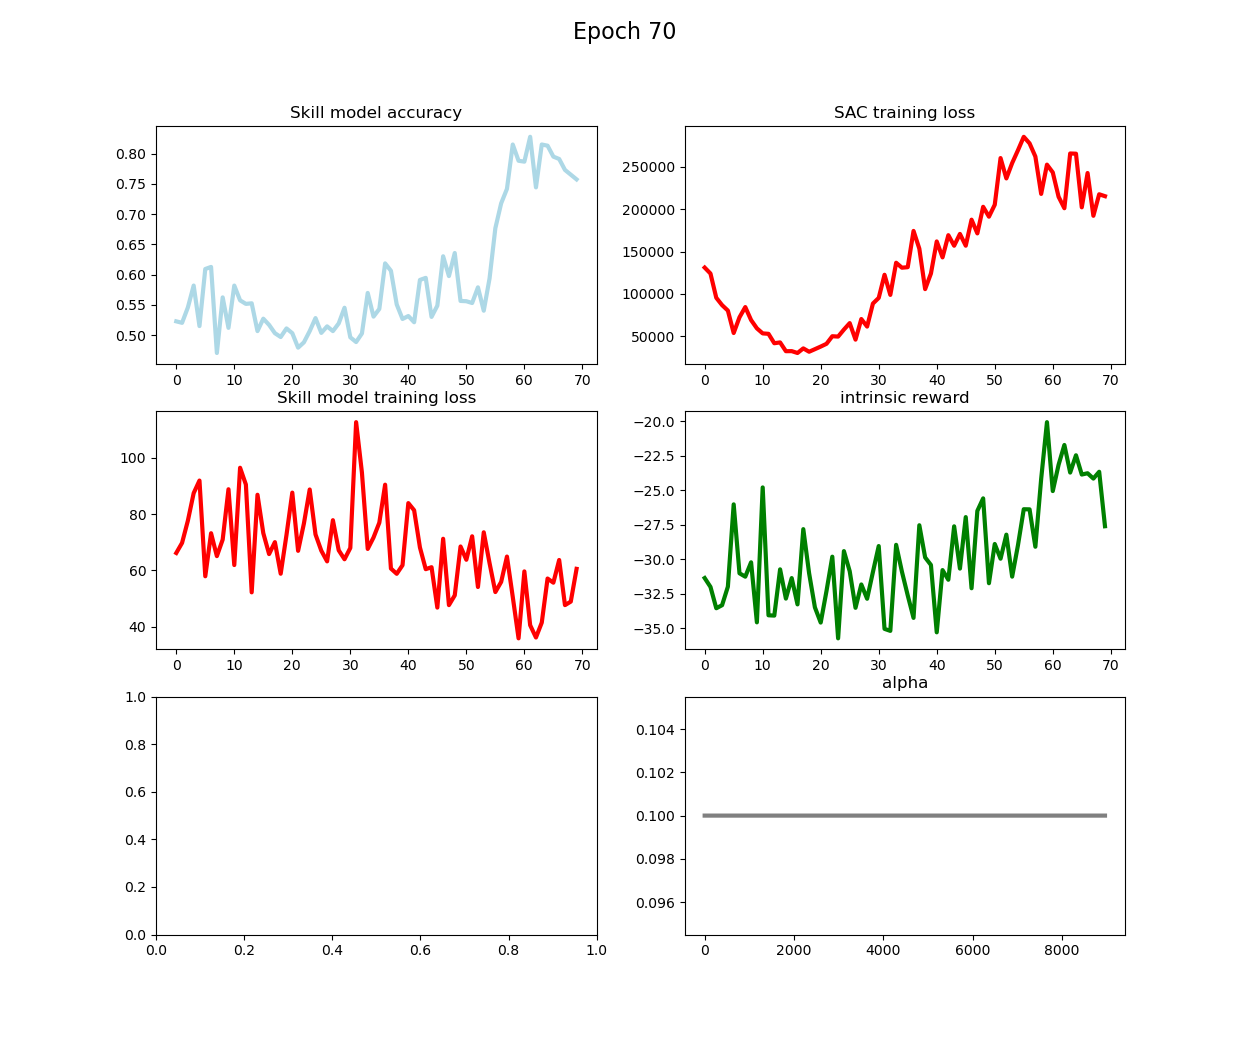 Epoch 70
Skill model accuracy
0.80
0.75
0.70
0.65
0.60
0.55
0.50
0 10 20 30 40 50 60 70
SAC training loss
250000
200000
150000
100000
50000
0 10 20 30 40 50 60 70
Skill model training loss
100
80
60
40
0 10 20 30 40 50 60 70
intrinsic reward
−20.0
−22.5
−25.0
−27.5
−30.0
−32.5
−35.0
0 10 20 30 40 50 60 70
1.0
0.8
0.6
0.4
0.2
0.0
0.0 0.2 0.4 0.6 0.8 1.0
alpha
0.104
0.102
0.100
0.098
0.096
0 2000 4000 6000 8000